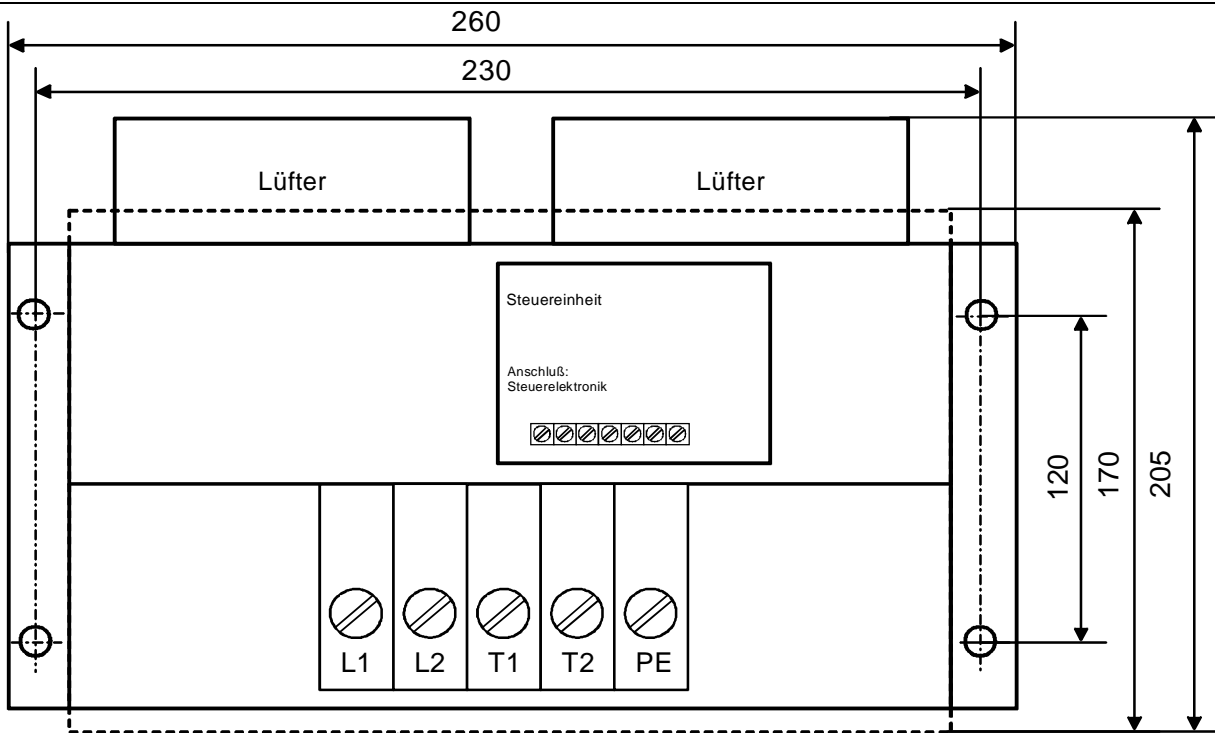 260
230
Lüfter
Lüfter
Steuereinheit
Anschluß:
Steuerelektronik
120
170
205
L1
L2
T1
T2
PE